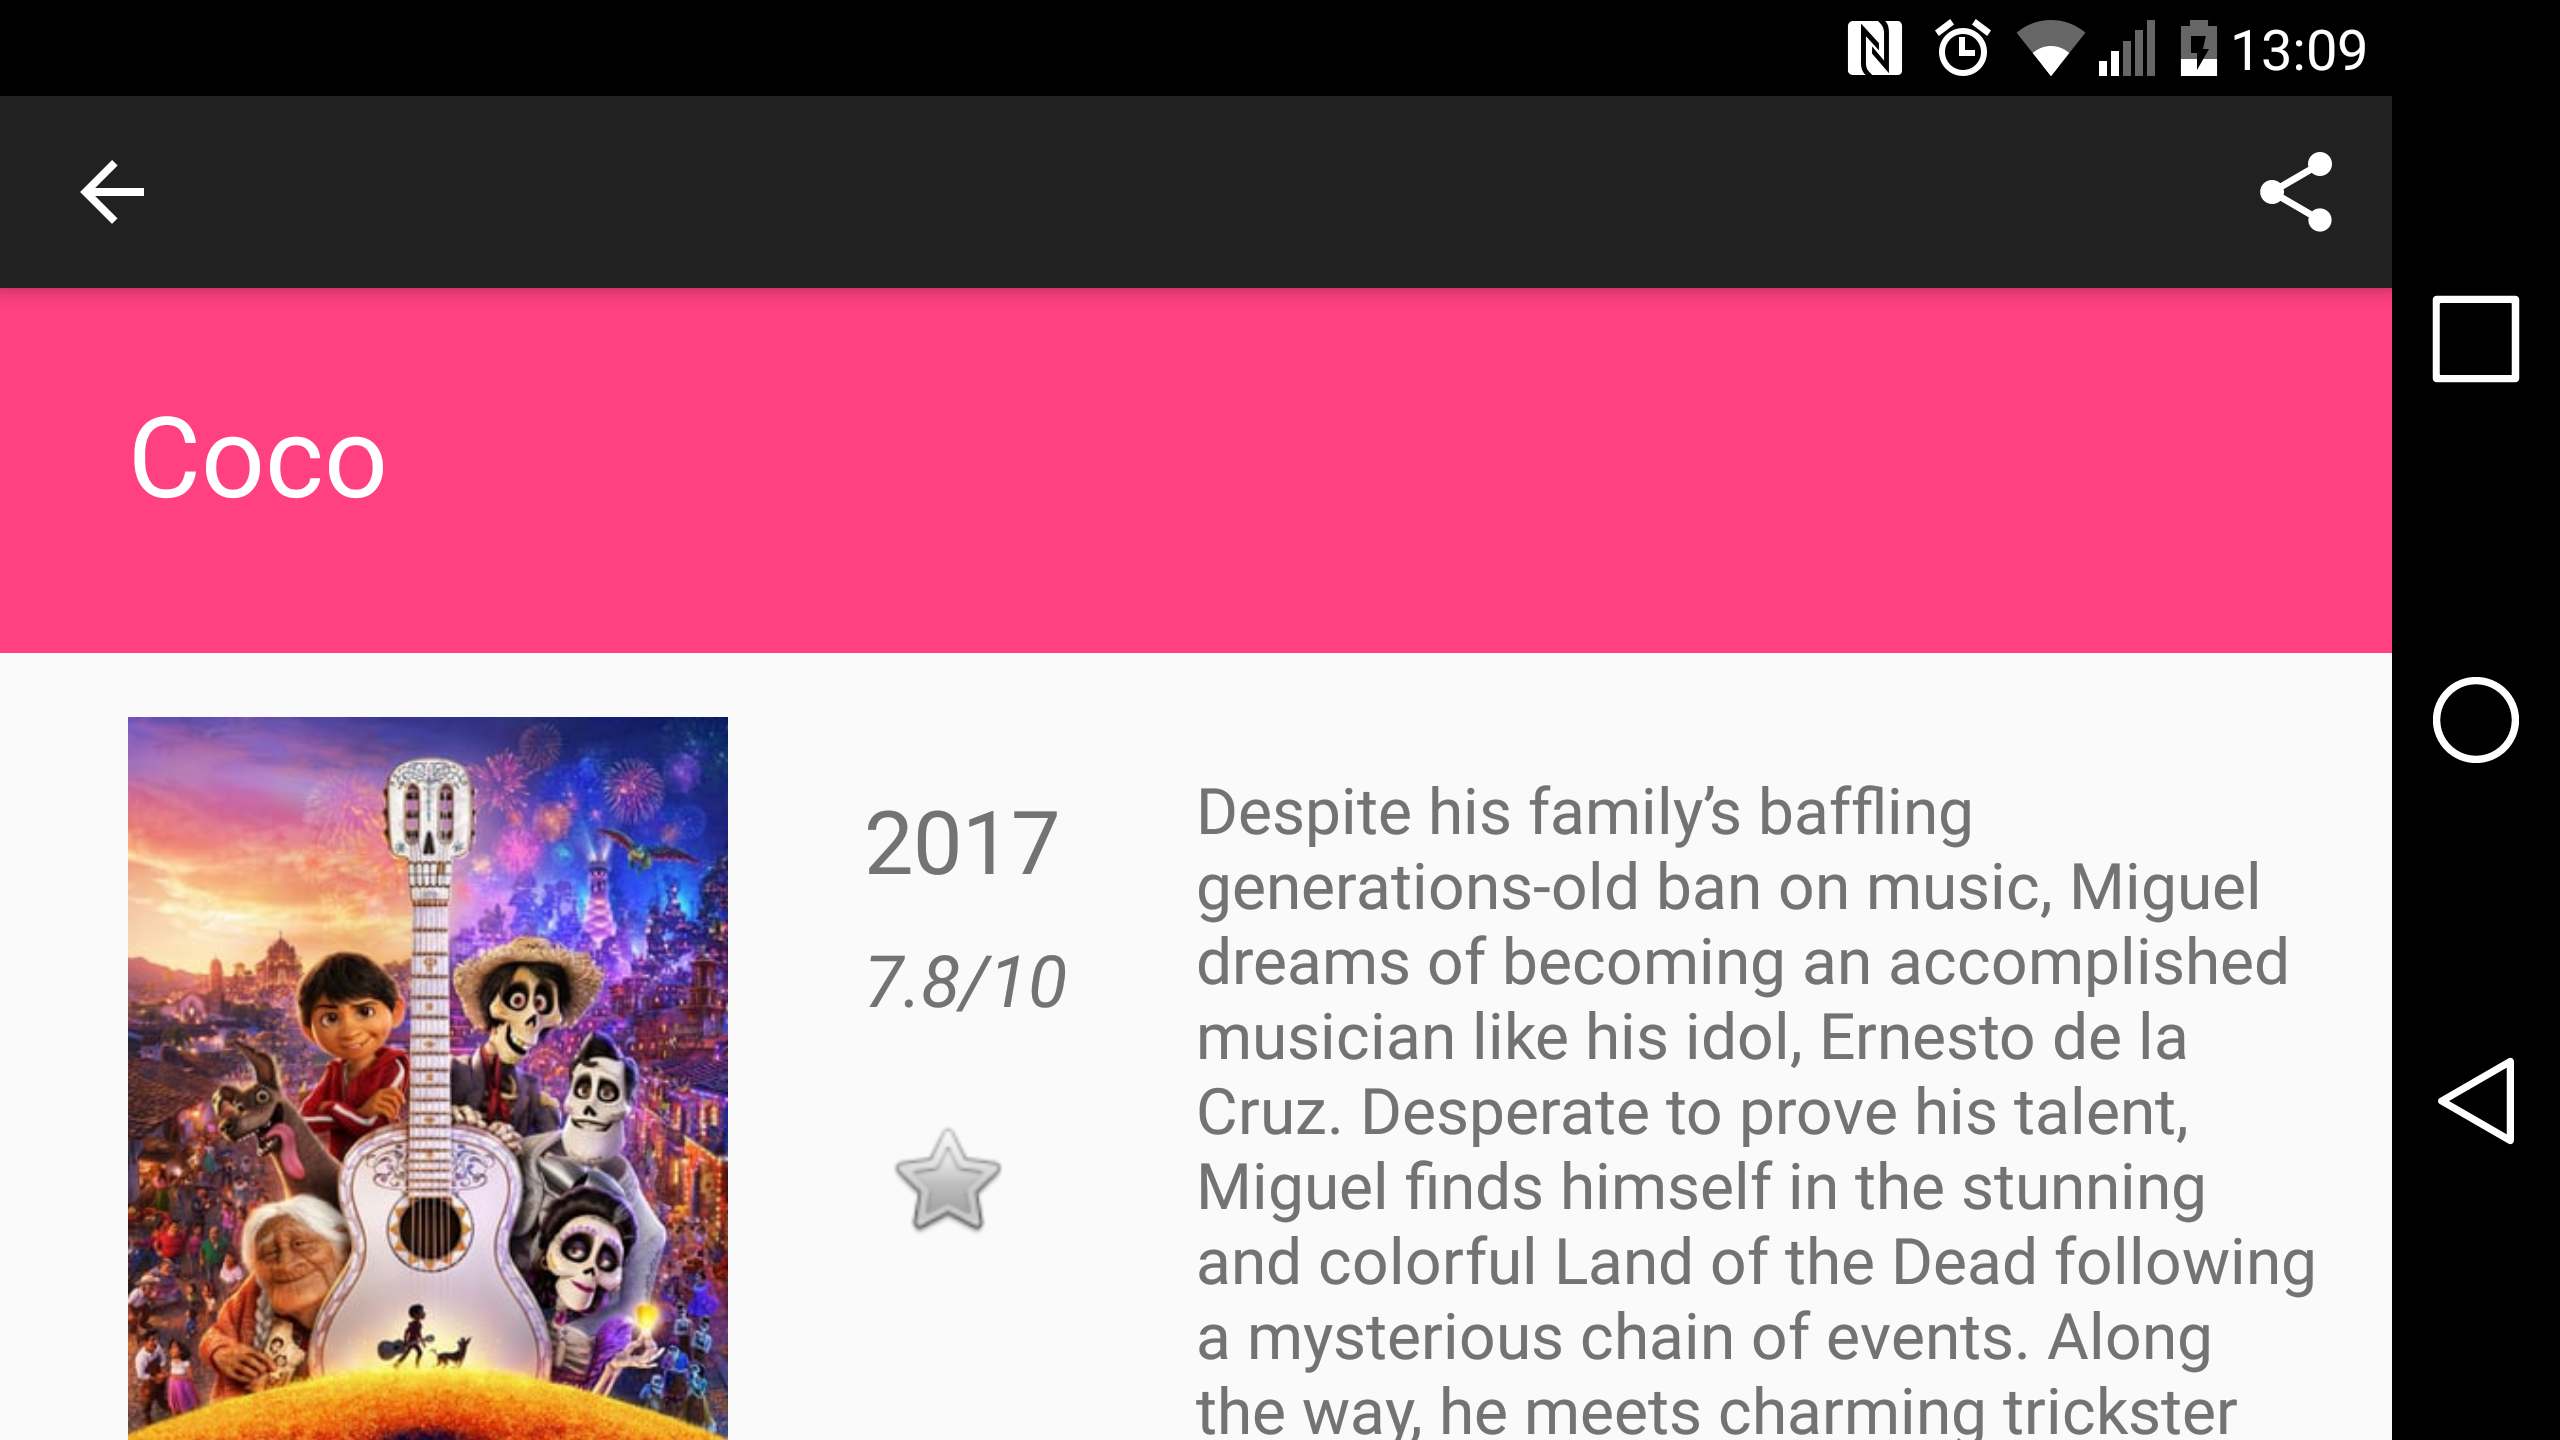 13:09
Coco
2017
7.8/10
Despite his family’s baffling
generations-old ban on music, Miguel
dreams of becoming an accomplished
musician like his idol, Ernesto de la
Cruz. Desperate to prove his talent,
Miguel finds himself in the stunning
and colorful Land of the Dead following
a mysterious chain of events. Along
the way, he meets charming trickster